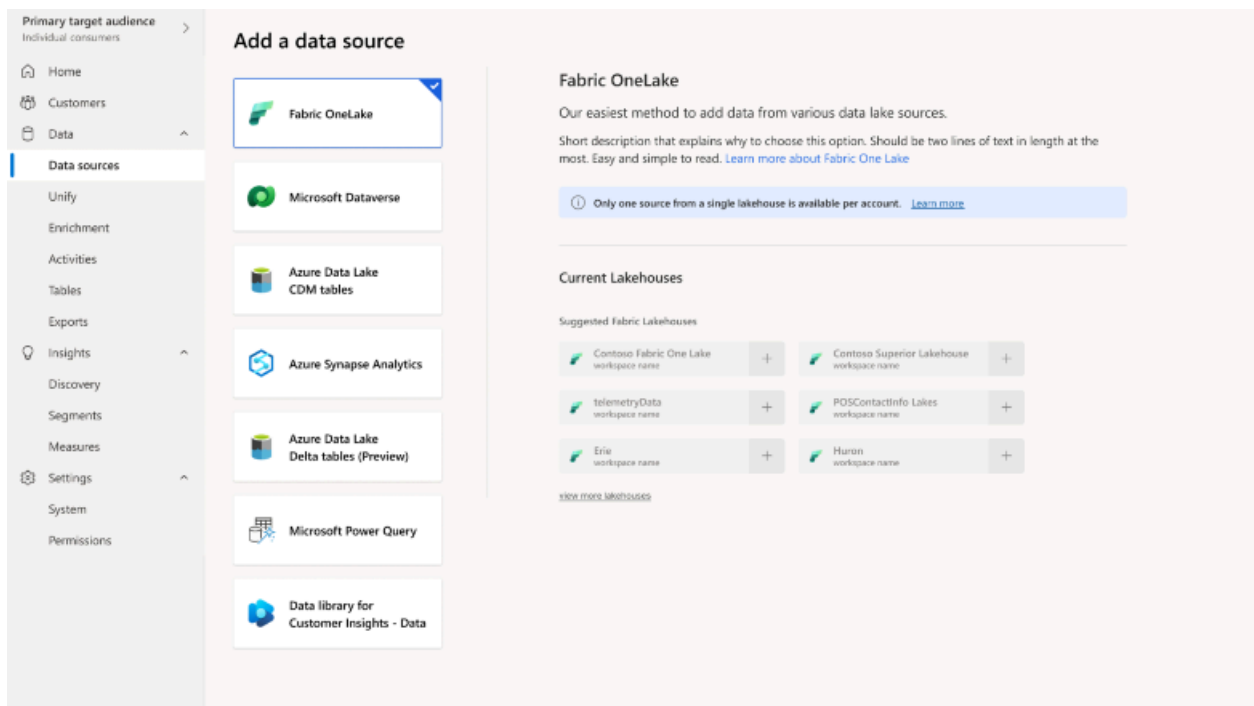 Primary target audience
Individual consumers
Home
Customers
Data
Data sources
Unify
Enrichment
Activities
Tables
Exports
Insights
Discovery
Segments
Measures
Settings
System
Permissions
Add a data source
Fabric OneLake
Microsoft Dataverse
Azure Data Lake
CDM tables
Azure Synapse Analytics
Azure Data Lake
Delta tables (Preview)
Microsoft Power Query
Data library for
Customer Insights - Data
Fabric OneLake
Our easiest method to add data from various data lake sources.
Short description that explains why to choose this option. Should be two lines of text in length at the
most. Easy and simple to read. Learn more about Fabric One Lake
Only one source from a single lakehouse is available per account. Learn more
Current Lakehouses
Suggested Fabric Lakehouses
Contoso Fabric One Lake
workspace name
Contoso Superior Lakehouse
workspace name
telemetryData
workspace name
POSContactInfo Lakes
workspace name
Erie
workspace name
Huron
workspace name
view more lakehouses